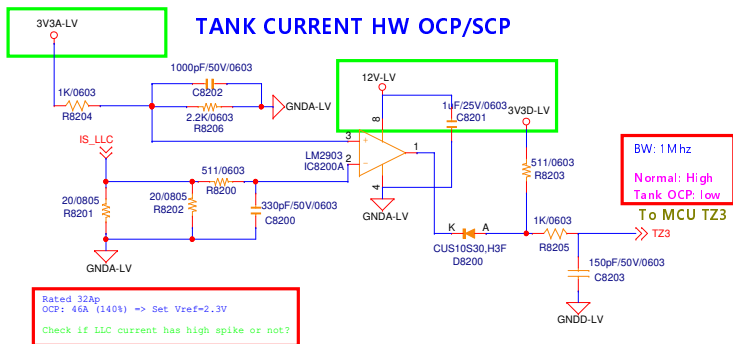 TANK CURRENT HW OCP/SCP
3V3A-LV
1K/0603
R8204
1000pF/50V/0603
C8202
2.2K/0603
R8206
GNDA-LV
12V-LV
1uF/25V/0603
C8201
3V3D-LV
IS_LLC
3
2
8
1
4
LM2903
IC8200A
+
−
511/0603
R8200
20/0805
R8201
20/0805
R8202
330pF/50V/0603
C8200
GNDA-LV
GNDA-LV
511/0603
R8203
K
A
CUS10S30,H3F
D8200
1K/0603
R8205
150pF/50V/0603
C8203
GNDD-LV
TZ3
BW: 1Mhz
Normal: High
Tank OCP: low
To MCU TZ3
Rated 32Ap
OCP: 46A (140%) => Set Vref=2.3V
Check if LLC current has high spike or not?